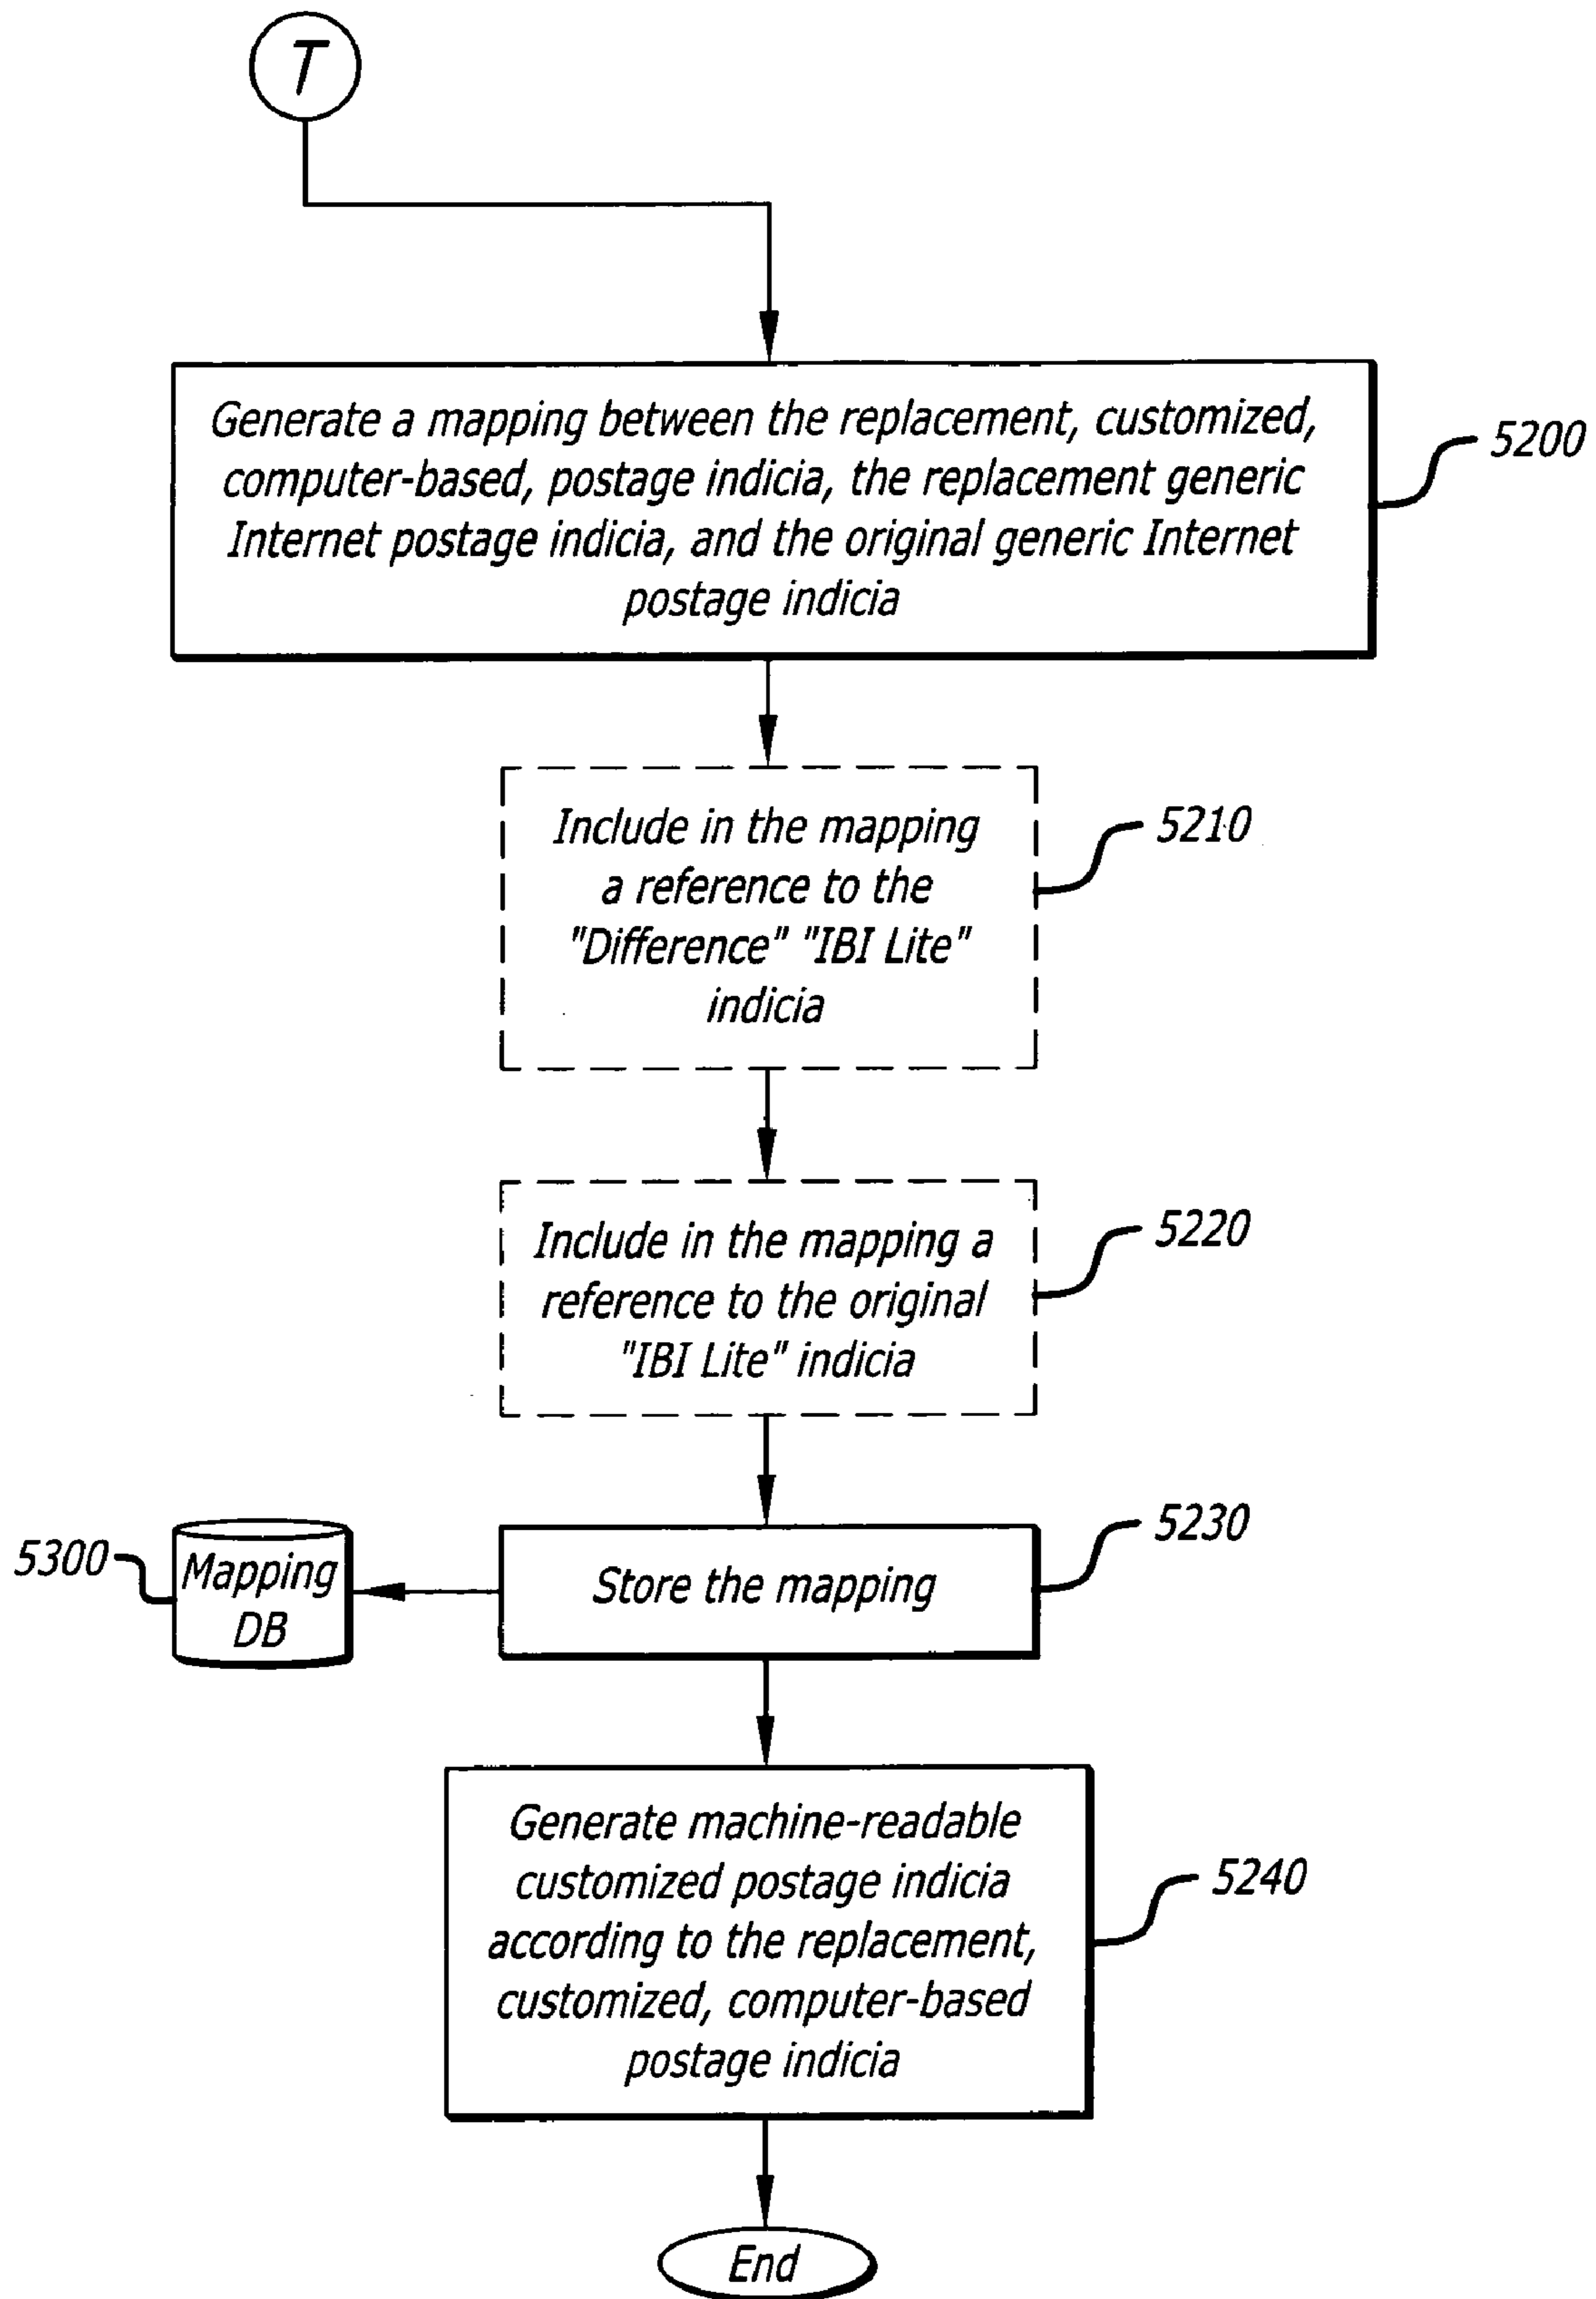 T
Generate a mapping between the replacement, customized,
computer-based, postage indicia, the replacement generic
Internet postage indicia, and the original generic Internet
postage indicia
5200
Include in the mapping
a reference to the
"Difference" "IBI Lite"
indicia
5210
Include in the mapping a
reference to the original
"IBI Lite" indicia
5220
5300
Mapping
DB
Store the mapping
5230
Generate machine-readable
customized postage indicia
according to the replacement,
customized, computer-based
postage indicia
5240
End